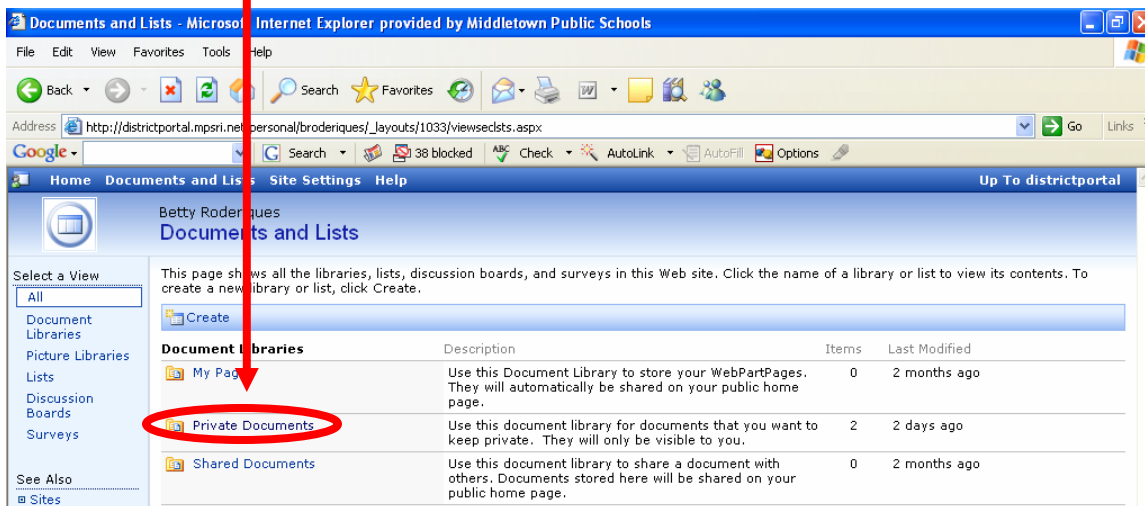 Documents and Lists - Microsoft Internet Explorer provided by Middletown Public Schools
File Edit View Favorites Tools Help
Back Search Favorites
Address http://districtportal.mpsri.net/personal/broderiques/_layouts/1033/viewseclsts.aspx Go Links
Google Search 38 blocked Check AutoLink AutoFill Options
Home Documents and Lists Site Settings Help Up To districtportal
Betty Roderiques
Documents and Lists
Select a View
All
Document
Libraries
Picture Libraries
Lists
Discussion
Boards
Surveys
See Also
Sites
This page shows all the libraries, lists, discussion boards, and surveys in this Web site. Click the name of a library or list to view its contents. To
create a new library or list, click Create.
Create
Document Libraries Description Items Last Modified
My Pages Use this Document Library to store your WebPartPages. 0 2 months ago
They will automatically be shared on your public home
page.
Private Documents Use this document library for documents that you want to 2 2 days ago
keep private. They will only be visible to you.
Shared Documents Use this document library to share a document with 0 2 months ago
others. Documents stored here will be shared on your
public home page.